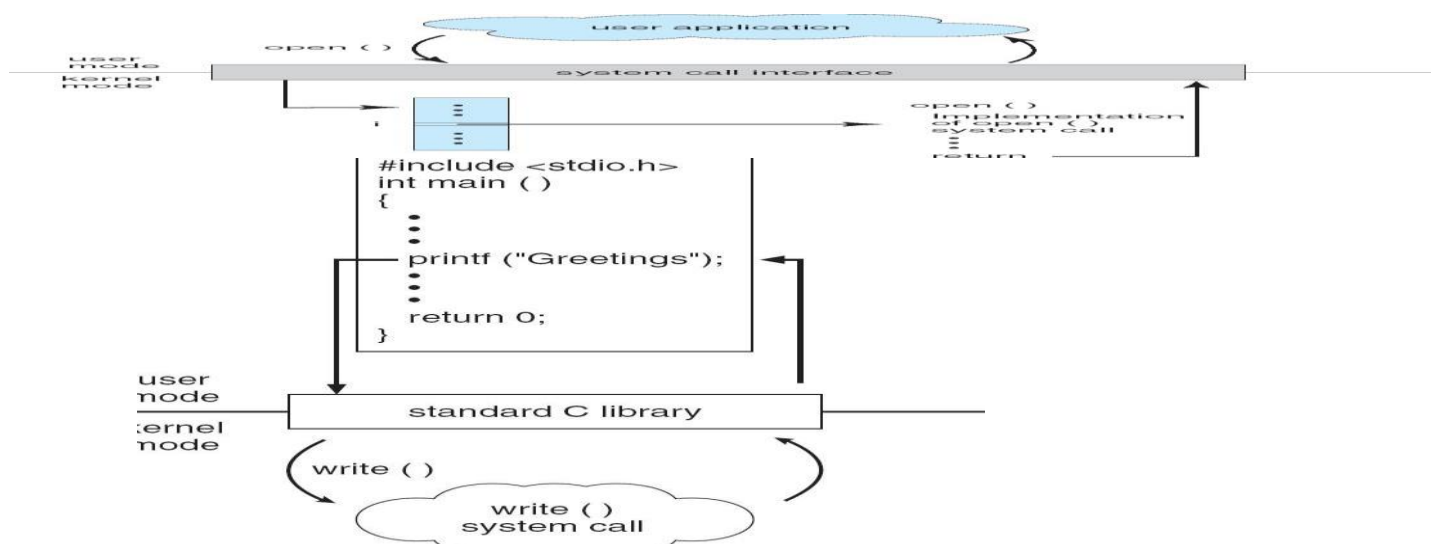 user application
open ( )
user
mode
system call interface
kernel
mode
open ( )
i
Implementation
of open ( )
system call
return
#include <stdio.h>
int main ( )
{
printf ("Greetings");
return 0;
}
user
mode
standard C library
kernel
mode
write ( )
write ( )
system call